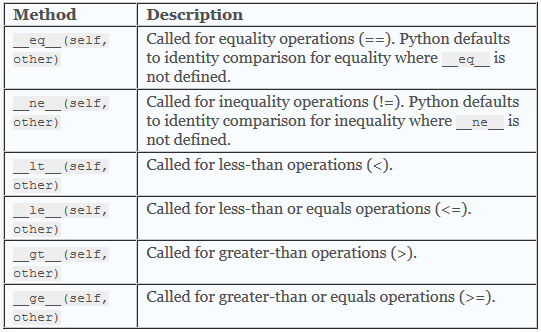 Method Description
__eq__(self, Called for equality operations (==). Python defaults
other) to identity comparison for equality where __eq__ is
not defined.
__ne__(self, Called for inequality operations (!=). Python defaults
other) to identity comparison for inequality where __ne__ is
not defined.
__lt__(self, Called for less-than operations (<).
other)
__le__(self, Called for less-than or equals operations (<=).
other)
__gt__(self, Called for greater-than operations (>).
other)
__ge__(self, Called for greater-than or equals operations (>=).
other)